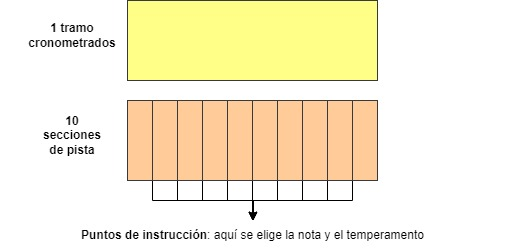 1 tramo
cronometrados
10
secciones
de pista
Puntos de instrucción: aquí se elige la nota y el temperamento